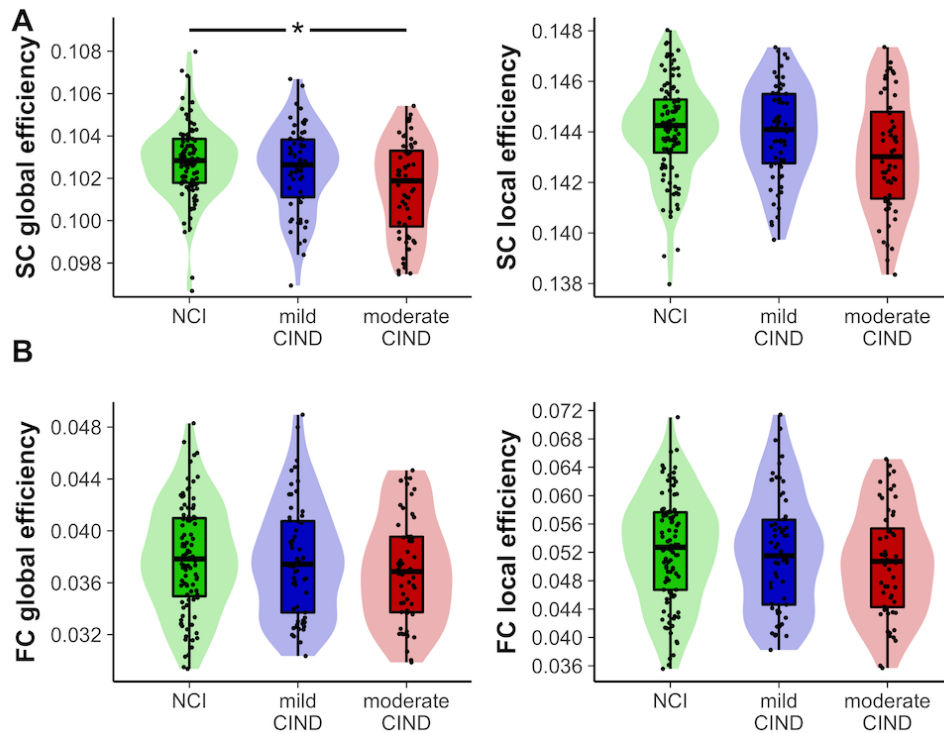 A
SC global efficiency
0.108
0.106
0.104
0.102
0.100
0.098
*
NCI
mild
CIND
moderate
CIND
SC local efficiency
0.148
0.146
0.144
0.142
0.140
0.138
NCI
mild
CIND
moderate
CIND
B
FC global efficiency
0.048
0.044
0.040
0.036
0.032
NCI
mild
CIND
moderate
CIND
FC local efficiency
0.072
0.068
0.064
0.060
0.056
0.052
0.048
0.044
0.040
0.036
NCI
mild
CIND
moderate
CIND